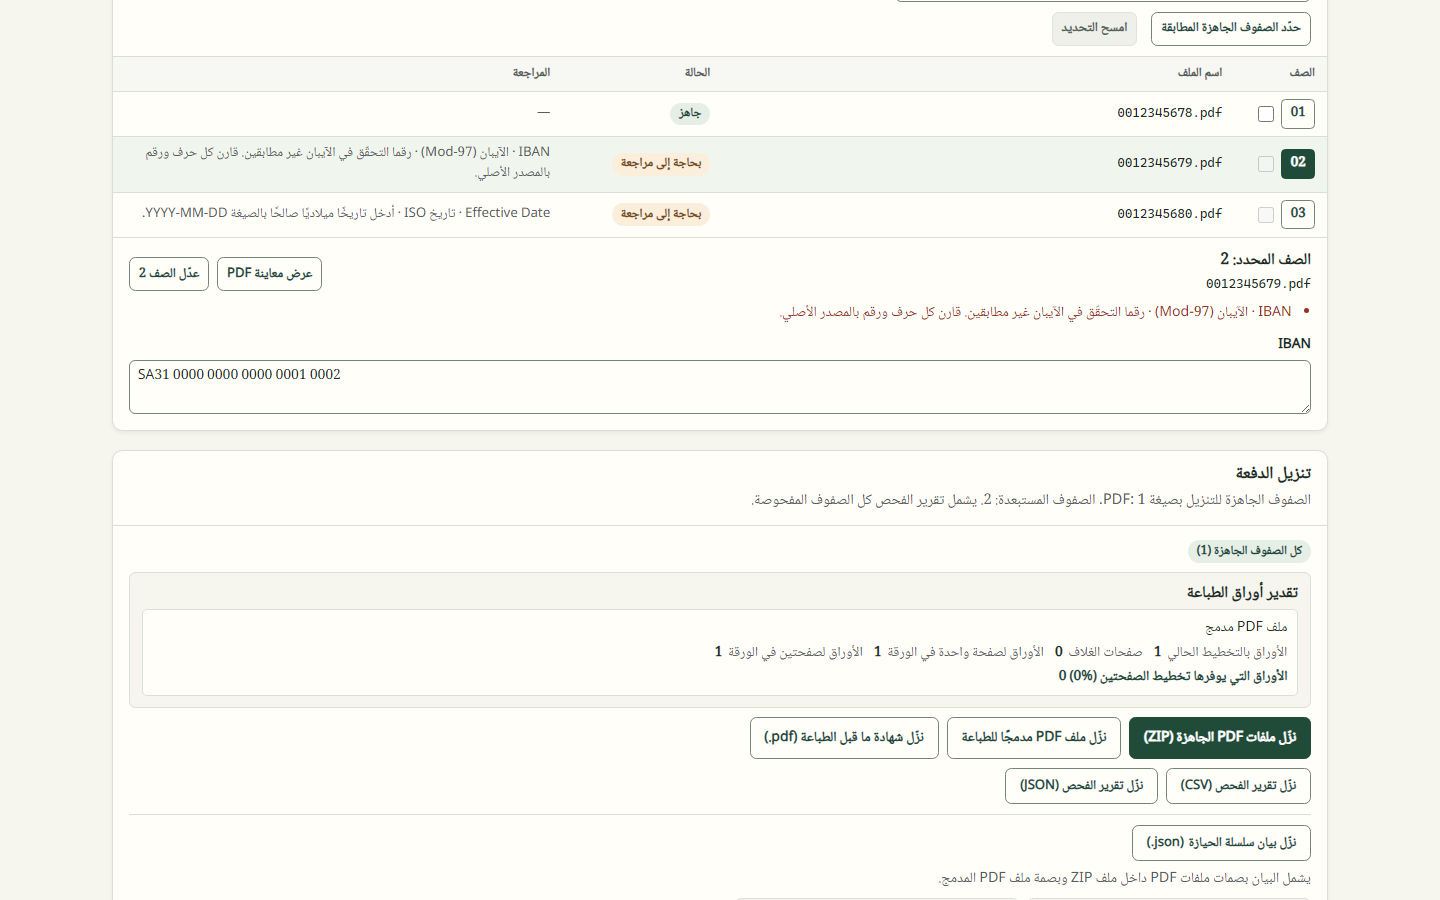 حدّد الصفوف الجاهزة المطابقة
امسح التحديد
الصف
اسم الملف
الحالة
المراجعة
01
0012345678.pdf
جاهز
—
02
0012345679.pdf
بحاجة إلى مراجعة
IBAN · الآيبان (Mod-97) · رقما التحقّق في الآيبان غير مطابقين. قارن كل حرف ورقم
بالمصدر الأصلي.
03
0012345680.pdf
بحاجة إلى مراجعة
Effective Date · تاريخ ISO · أدخل تاريخًا ميلاديًا صالحًا بالصيغة YYYY-MM-DD.
الصف المحدد: 2
0012345679.pdf
عرض معاينة PDF
عدّل الصف 2
IBAN · الآيبان (Mod-97) · رقما التحقّق في الآيبان غير مطابقين. قارن كل حرف ورقم بالمصدر الأصلي.
IBAN
SA31 0000 0000 0000 0001 0002
تنزيل الدفعة
الصفوف الجاهزة للتنزيل بصيغة PDF: 1. الصفوف المستبعدة: 2. يشمل تقرير الفحص كل الصفوف المفحوصة.
كل الصفوف الجاهزة (1)
تقدير أوراق الطباعة
ملف PDF مدمج
الأوراق بالتخطيط الحالي 1 صفحات الغلاف 0 الأوراق لصفحة واحدة في الورقة 1 الأوراق لصفحتين في الورقة 1
الأوراق التي يوفرها تخطيط الصفحتين 0 (0%)
نزّل ملفات PDF الجاهزة (ZIP)
نزّل ملف PDF مدمجًا للطباعة
نزّل شهادة ما قبل الطباعة (.pdf)
نزّل تقرير الفحص (CSV)
نزّل تقرير الفحص (JSON)
نزّل بيان سلسلة الحيازة (.json)
يشمل البيان بصمات ملفات PDF داخل ملف ZIP وبصمة ملف PDF المدمج.